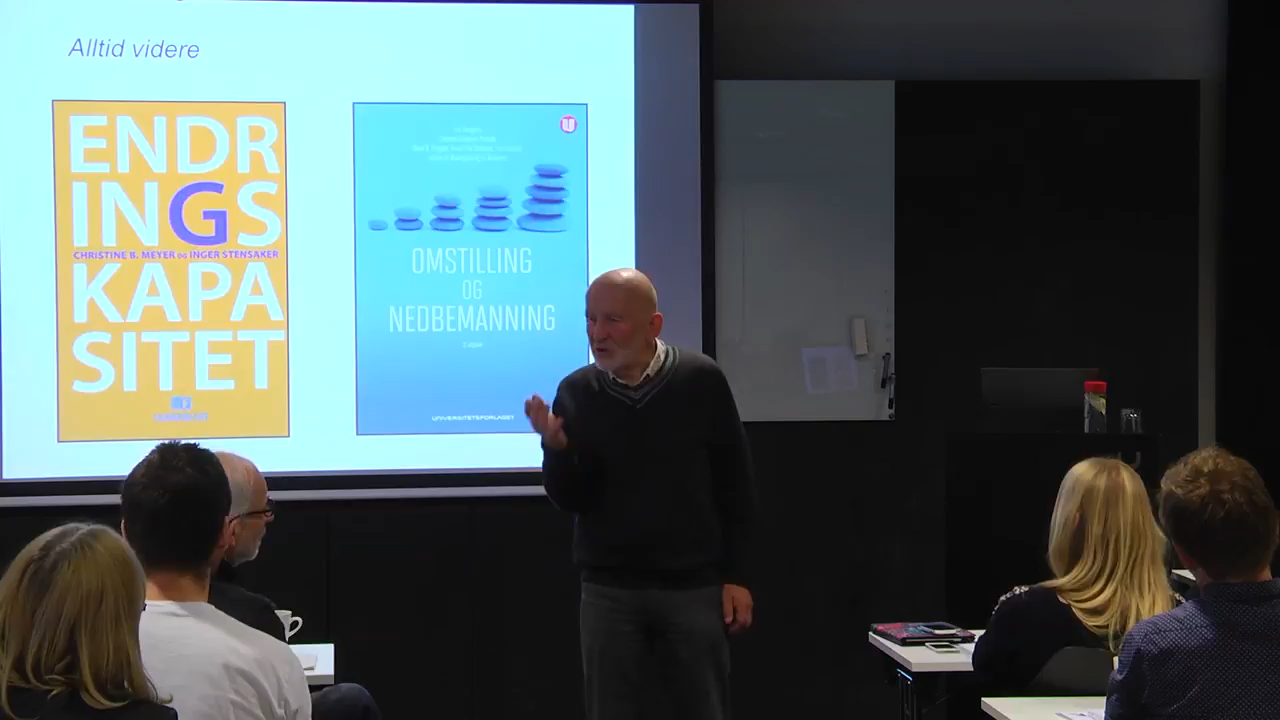 Alltid videre
ENDR
INGS
CHRISTINE B. MEYER OG INGER STENSAKER
KAPA
SITET
U
OMSTILLING
OG
NEDBEMANNING
UNIVERSITETSFORLAGET